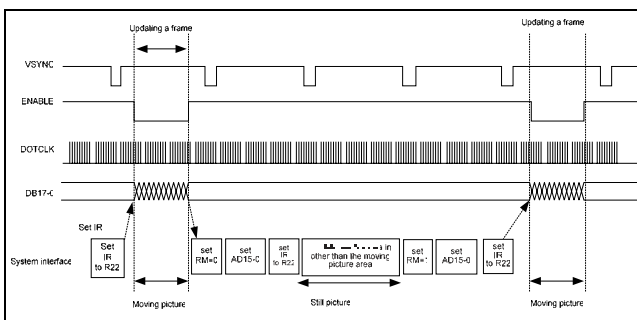 Updating a frame
Updating a frame
VSYNC
ENABLE
DOTCLK
DB17-0
Set IR
System interface
Set
IR
to R22
set
RM=0
set
AD15-0
set
IR
to R22
in
other than the moving
picture area
set
RM=1
set
AD15-0
set
IR
to R22
Moving picture
Still picture
Moving picture